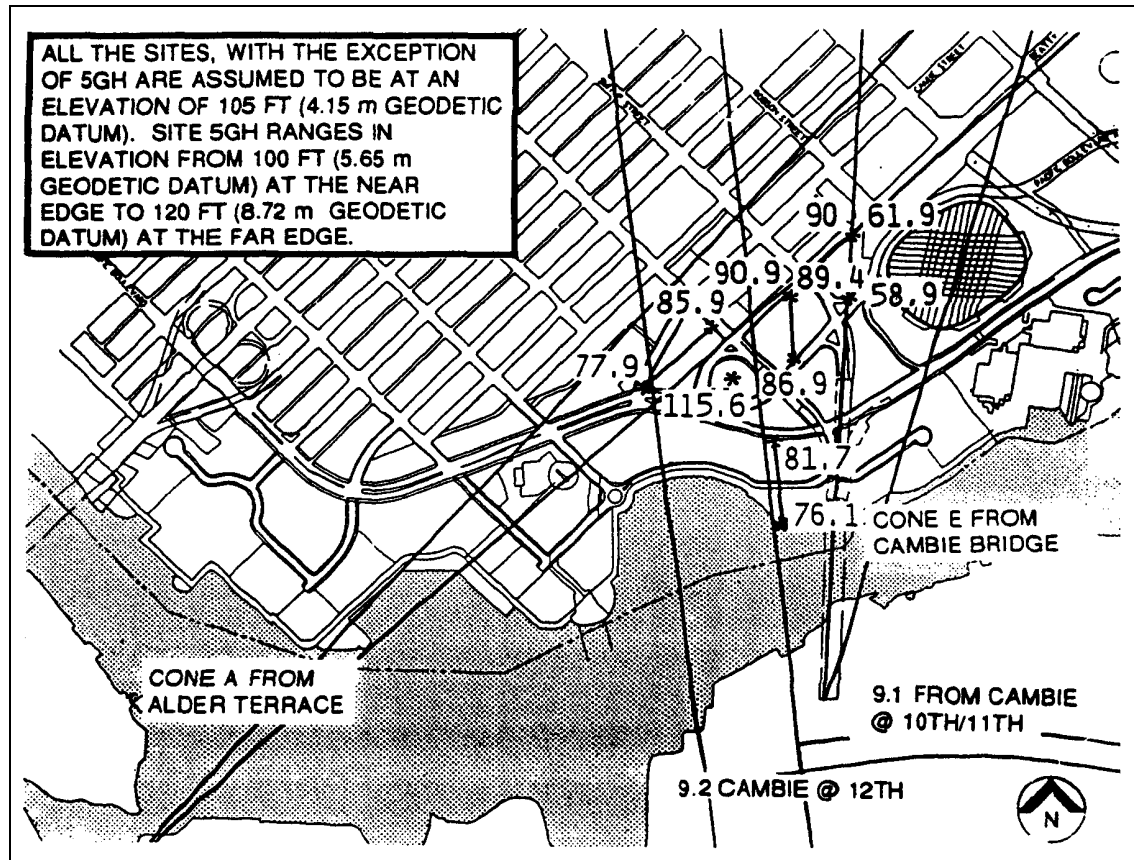 ALL THE SITES, WITH THE EXCEPTION
OF 5GH ARE ASSUMED TO BE AT AN
ELEVATION OF 105 FT (4.15 m GEODETIC
DATUM). SITE 5GH RANGES IN
ELEVATION FROM 100 FT (5.65 m
GEODETIC DATUM) AT THE NEAR
EDGE TO 120 FT (8.72 m GEODETIC
DATUM) AT THE FAR EDGE.
ROBSON STREET
90 61.9
90.9 89.4
85.9 58.9
77.9 86.9
115.6
81.7
76.1
CONE E FROM
CAMBIE BRIDGE
CONE A FROM
ALDER TERRACE
9.1 FROM CAMBIE
@ 10TH/11TH
9.2 CAMBIE @ 12TH
N